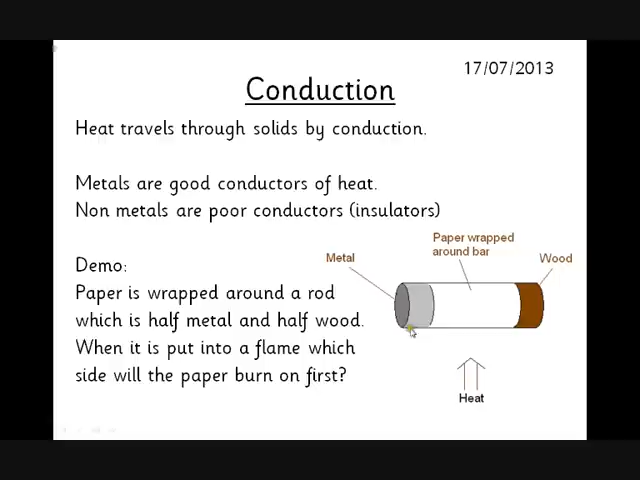 17/07/2013
Conduction
Heat travels through solids by conduction.
Metals are good conductors of heat.
Non metals are poor conductors (insulators)
Demo:
Paper is wrapped around a rod
which is half metal and half wood.
When it is put into a flame which
side will the paper burn on first?
Metal
Paper wrapped
around bar
Wood
Heat